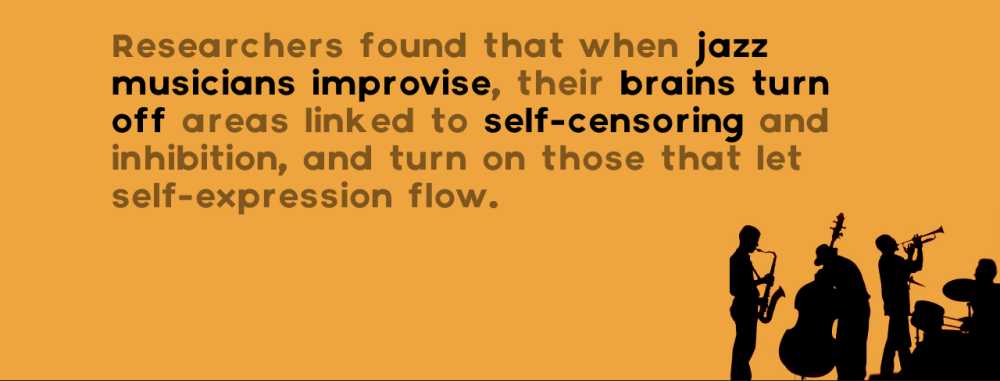 Researchers found that when jazz
musicians improvise, their brains turn
off areas linked to self-censoring and
inhibition, and turn on those that let
self-expression flow.